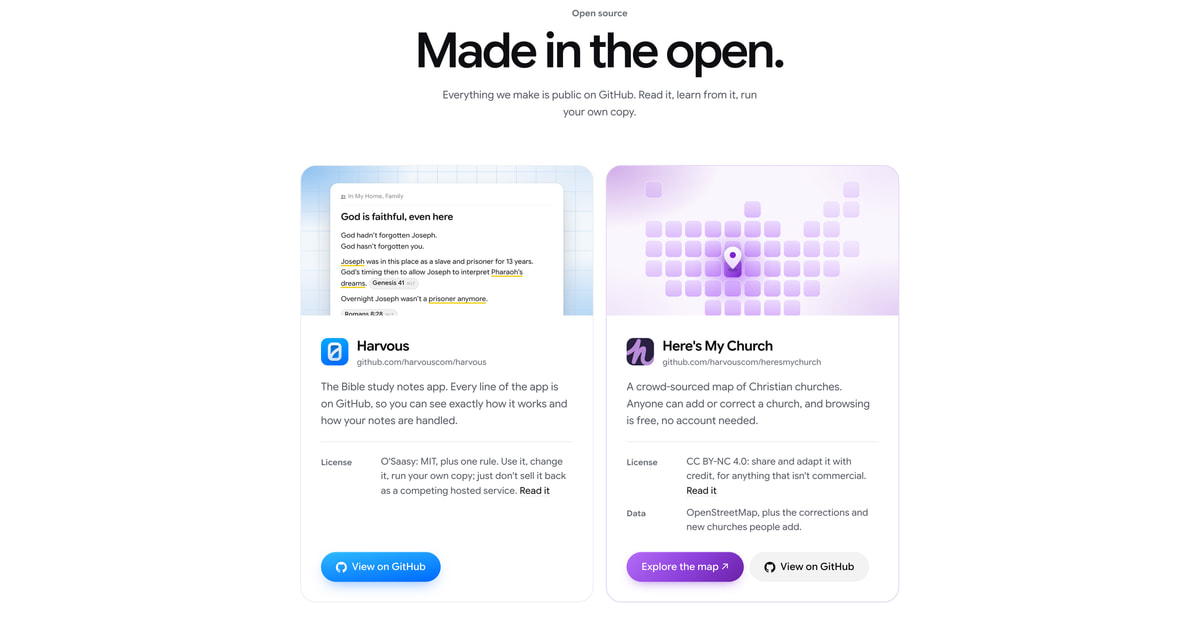 Open source
Made in the open.
Everything we make is public on GitHub. Read it, learn from it, run
your own copy.
In My Home, Family
God is faithful, even here
God hadn't forgotten Joseph.
God hasn't forgotten you.
Joseph was in this place as a slave and prisoner for 13 years.
God's timing then to allow Joseph to interpret Pharaoh's
dreams. Genesis 41
Overnight Joseph wasn't a prisoner anymore.
Romans 8:28
Harvous
github.com/harvouscom/harvous
The Bible study notes app. Every line of the app is
on GitHub, so you can see exactly how it works and
how your notes are handled.
License
O'Saasy: MIT, plus one rule. Use it, change
it, run your own copy; just don't sell it back
as a competing hosted service. Read it
View on GitHub
Here's My Church
github.com/harvouscom/heresmychurch
A crowd-sourced map of Christian churches.
Anyone can add or correct a church, and browsing
is free, no account needed.
License
CC BY-NC 4.0: share and adapt it with
credit, for anything that isn't commercial.
Read it
Data
OpenStreetMap, plus the corrections and
new churches people add.
Explore the map ↗
View on GitHub